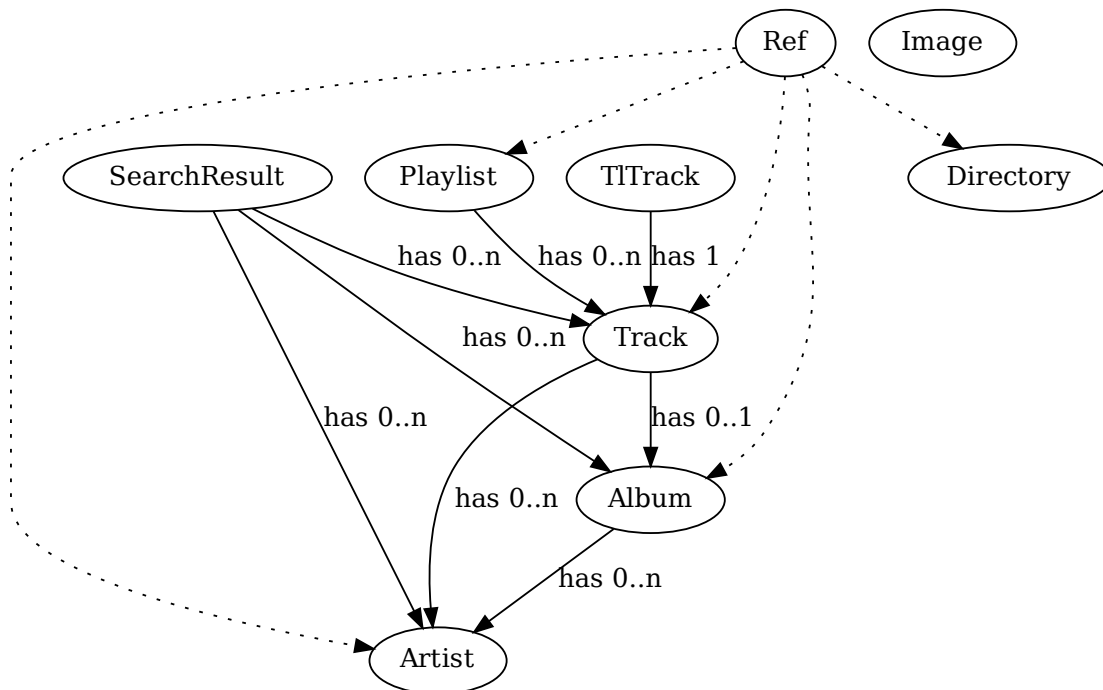 Ref
Image
SearchResult
Playlist
TlTrack
Directory
has 0..n
has 0..n
has 1
Track
has 0..n
has 0..n
has 0..1
has 0..n
Album
has 0..n
Artist